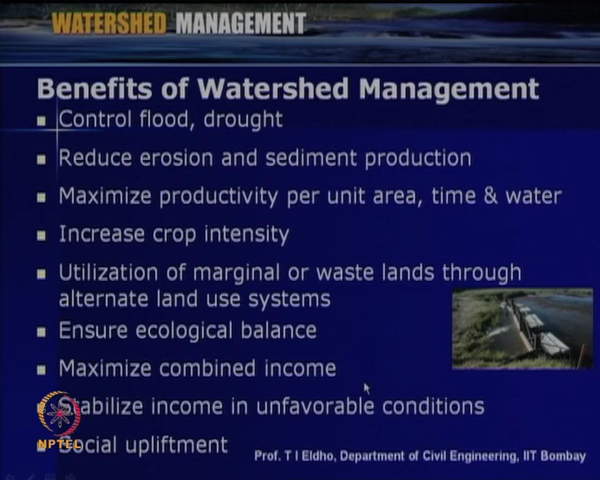 WATERSHED MANAGEMENT
Benefits of Watershed Management
Control flood, drought
Reduce erosion and sediment production
Maximize productivity per unit area, time & water
Increase crop intensity
Utilization of marginal or waste lands through
alternate land use systems
Ensure ecological balance
Maximize combined income
Stabilize income in unfavorable conditions
Social upliftment
NPTEL
Prof. T I Eldho, Department of Civil Engineering, IIT Bombay